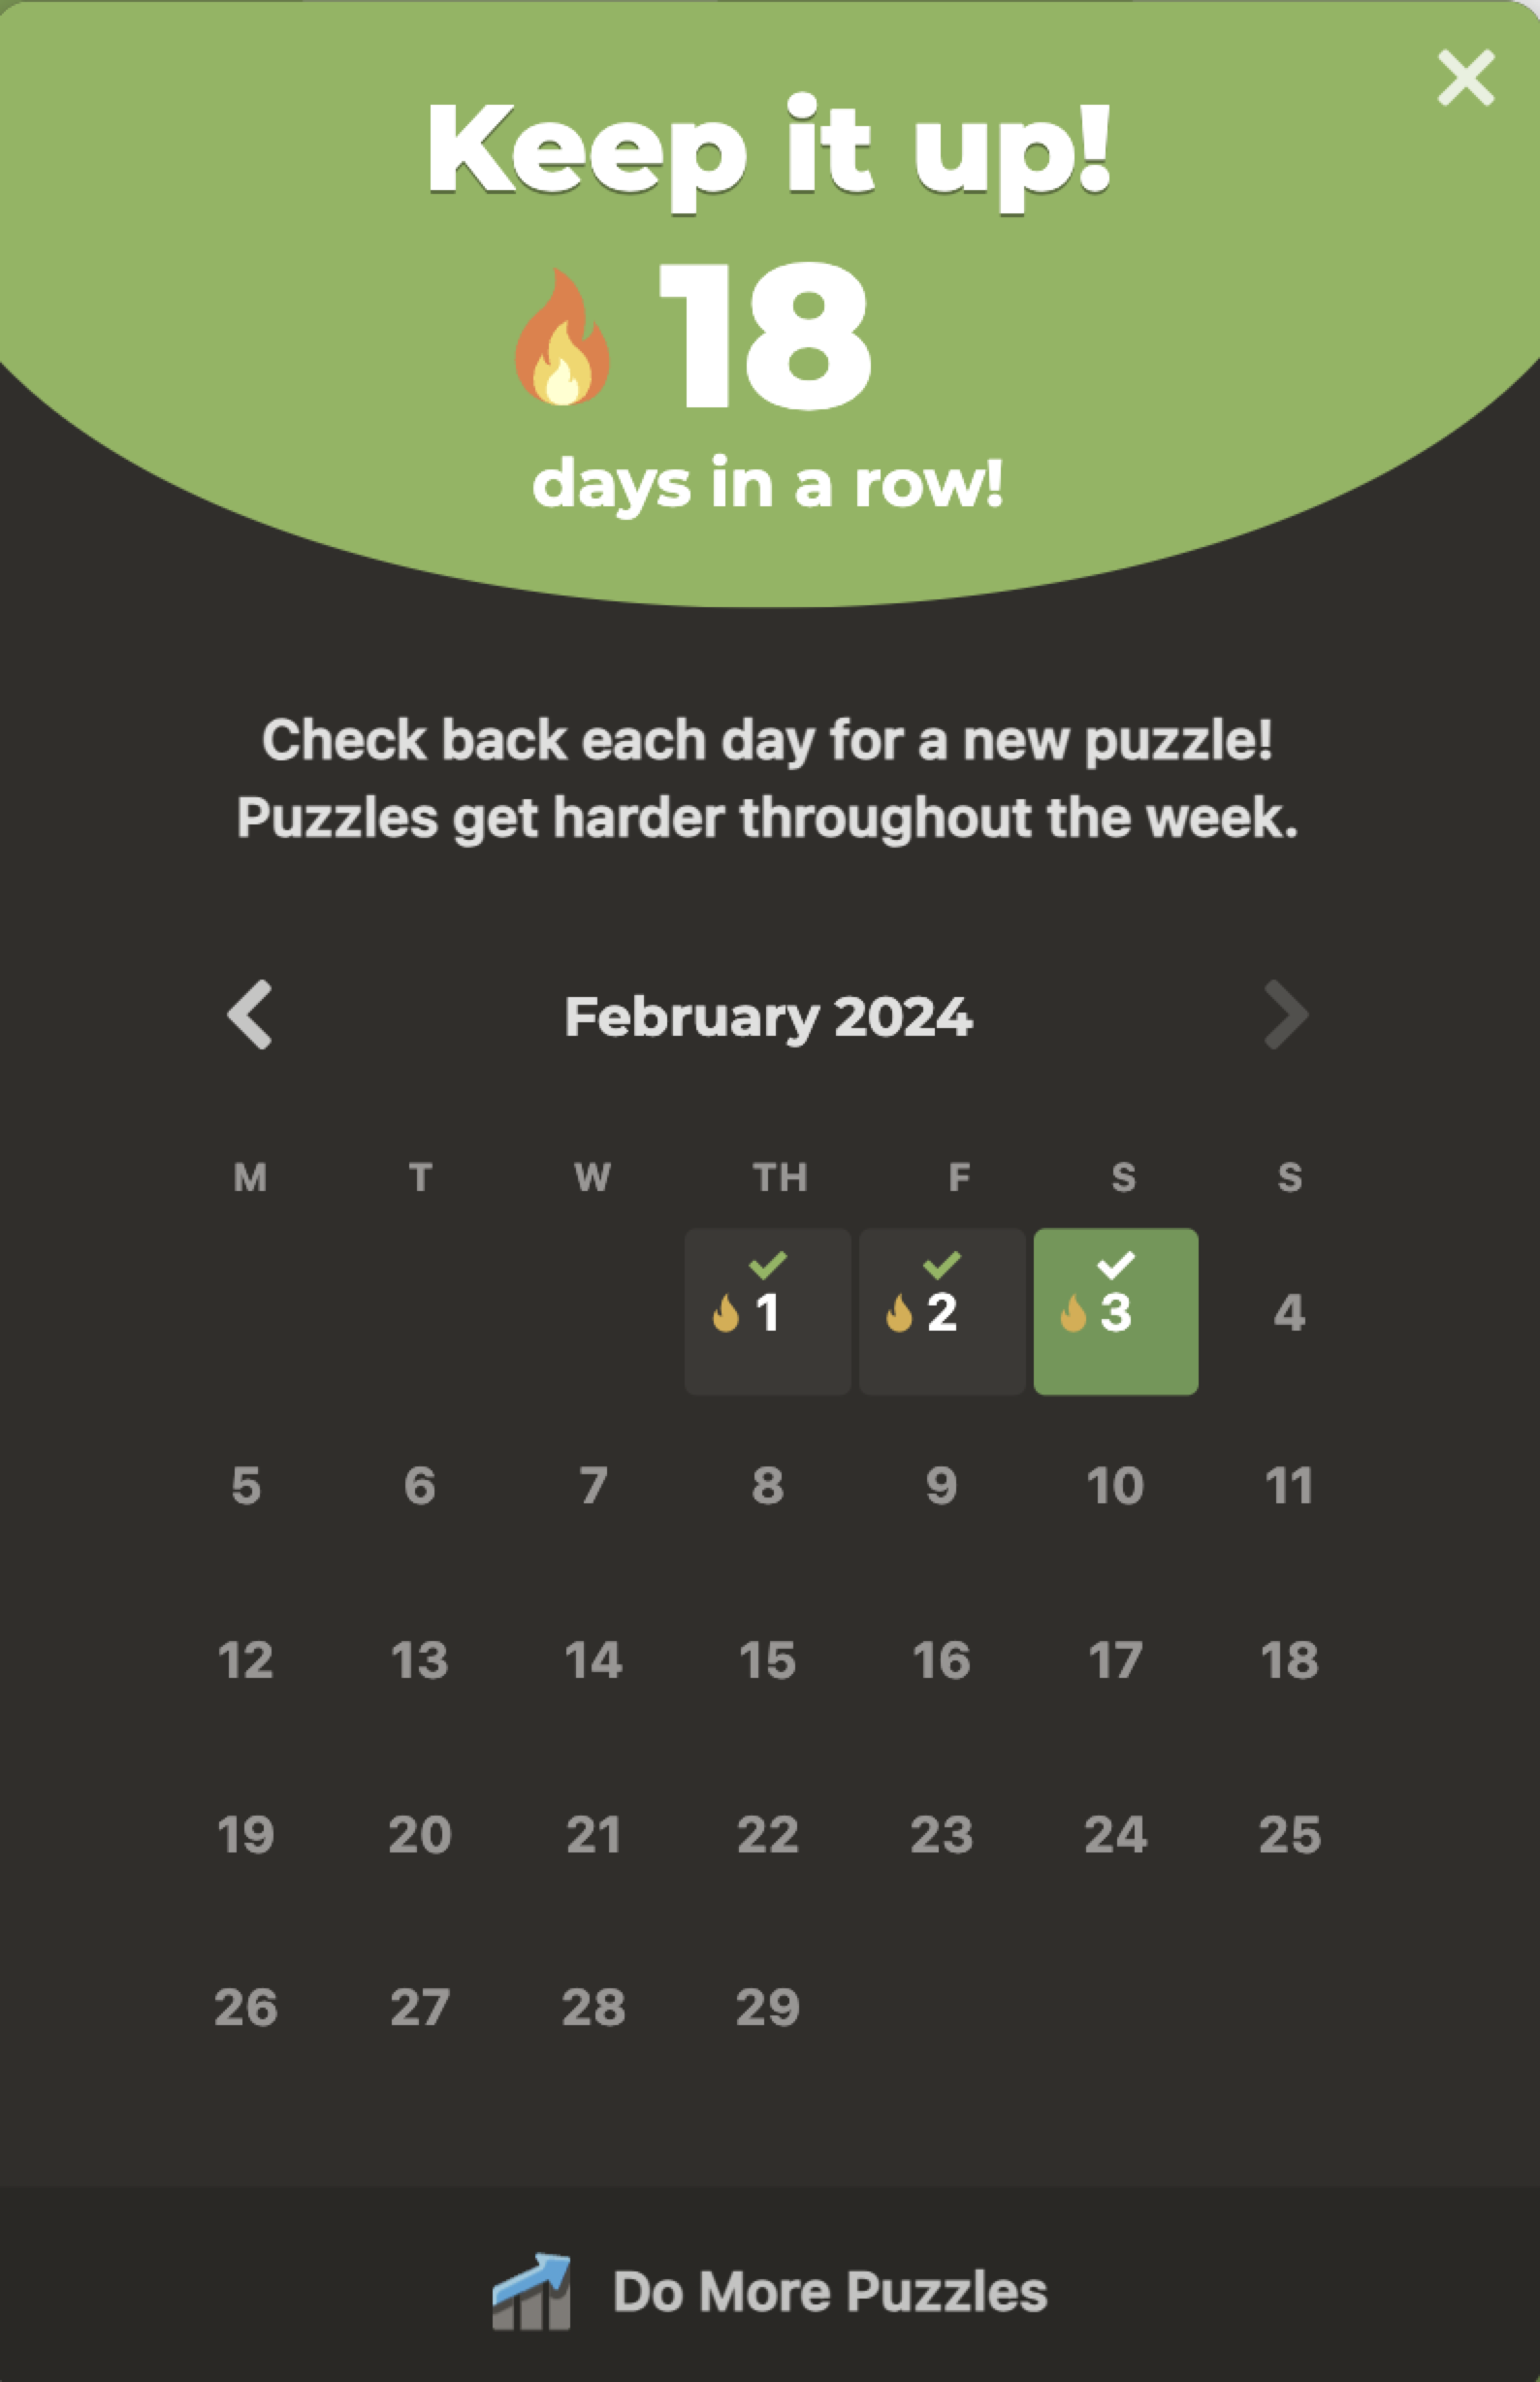 Keep it up!
18
days in a row!
Check back each day for a new puzzle!
Puzzles get harder throughout the week.
February 2024
M T W TH F S S
1 2 3 4
5 6 7 8 9 10 11
12 13 14 15 16 17 18
19 20 21 22 23 24 25
26 27 28 29
Do More Puzzles